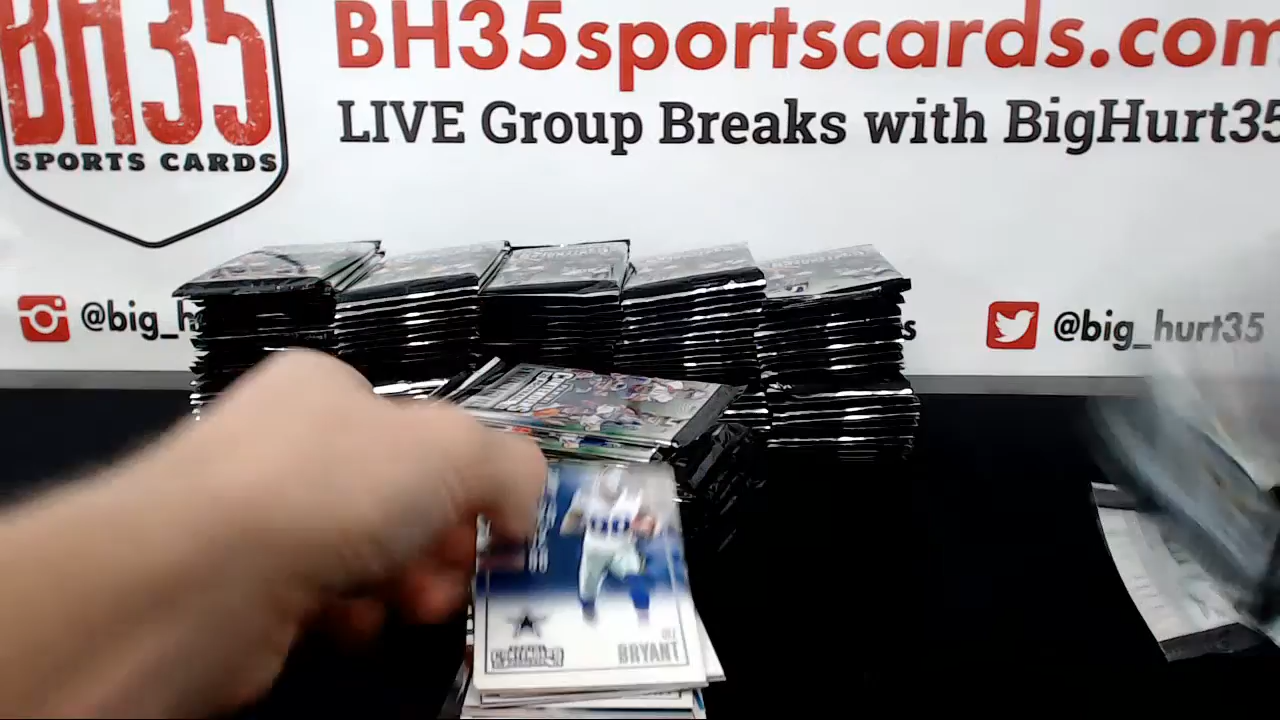 BH35
SPORTS CARDS
BH35sportscards.com
LIVE Group Breaks with BigHurt35
@big_h
s
@big_hurt35
BRYANT